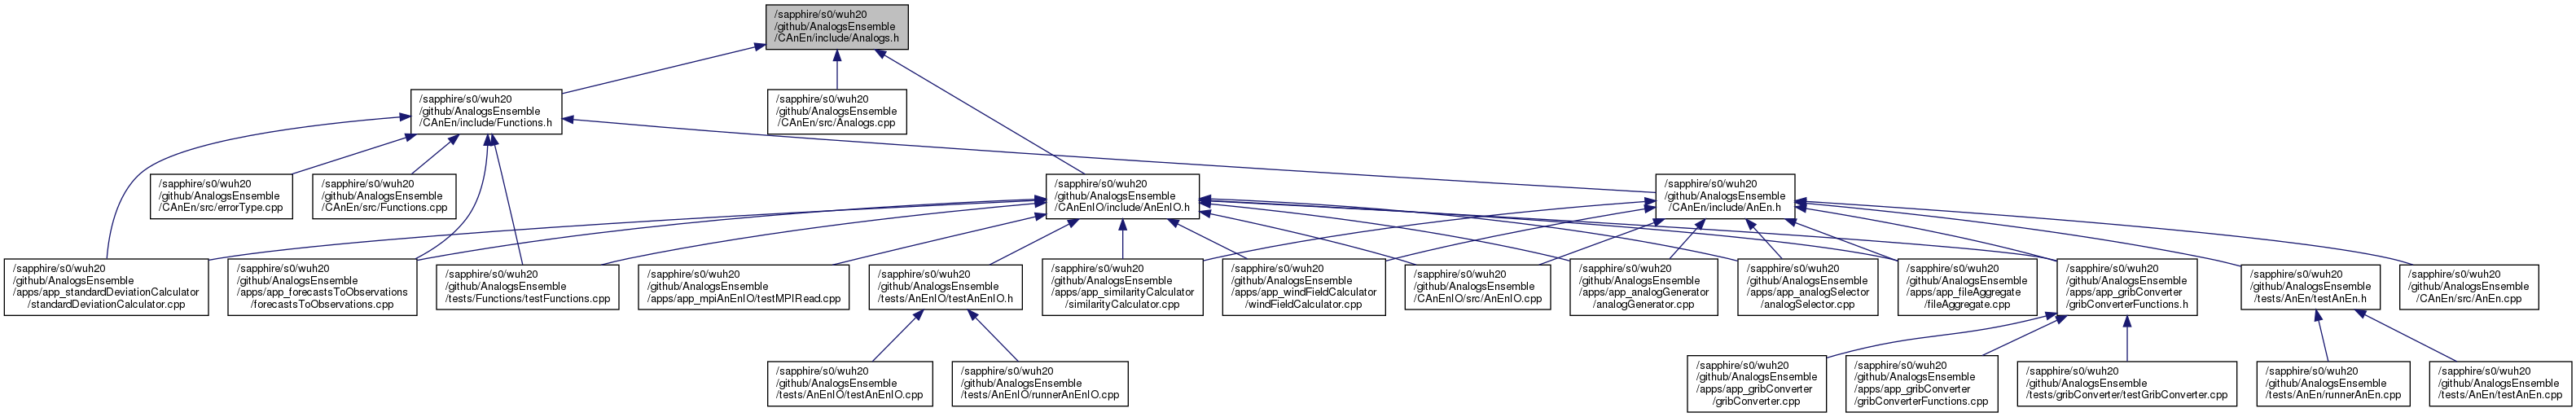 /sapphire/s0/wuh20
/github/AnalogsEnsemble
/CAnEn/include/Analogs.h
/sapphire/s0/wuh20
/github/AnalogsEnsemble
/CAnEn/include/Functions.h
/sapphire/s0/wuh20
/github/AnalogsEnsemble
/CAnEn/src/Analogs.cpp
/sapphire/s0/wuh20
/github/AnalogsEnsemble
/CAnEn/src/errorType.cpp
/sapphire/s0/wuh20
/github/AnalogsEnsemble
/CAnEn/src/Functions.cpp
/sapphire/s0/wuh20
/github/AnalogsEnsemble
/CAnEnIO/include/AnEnIO.h
/sapphire/s0/wuh20
/github/AnalogsEnsemble
/CAnEn/include/AnEn.h
/sapphire/s0/wuh20
/github/AnalogsEnsemble
/apps/app_standardDeviationCalculator
/standardDeviationCalculator.cpp
/sapphire/s0/wuh20
/github/AnalogsEnsemble
/apps/app_forecastsToObservations
/forecastsToObservations.cpp
/sapphire/s0/wuh20
/github/AnalogsEnsemble
/tests/Functions/testFunctions.cpp
/sapphire/s0/wuh20
/github/AnalogsEnsemble
/apps/app_mpiAnEnIO/testMPIRead.cpp
/sapphire/s0/wuh20
/github/AnalogsEnsemble
/tests/AnEnIO/testAnEnIO.h
/sapphire/s0/wuh20
/github/AnalogsEnsemble
/apps/app_similarityCalculator
/similarityCalculator.cpp
/sapphire/s0/wuh20
/github/AnalogsEnsemble
/apps/app_windFieldCalculator
/windFieldCalculator.cpp
/sapphire/s0/wuh20
/github/AnalogsEnsemble
/CAnEnIO/src/AnEnIO.cpp
/sapphire/s0/wuh20
/github/AnalogsEnsemble
/apps/app_analogGenerator
/analogGenerator.cpp
/sapphire/s0/wuh20
/github/AnalogsEnsemble
/apps/app_analogSelector
/analogSelector.cpp
/sapphire/s0/wuh20
/github/AnalogsEnsemble
/apps/app_fileAggregate
/fileAggregate.cpp
/sapphire/s0/wuh20
/github/AnalogsEnsemble
/apps/app_gribConverter
/gribConverterFunctions.h
/sapphire/s0/wuh20
/github/AnalogsEnsemble
/tests/AnEn/testAnEn.h
/sapphire/s0/wuh20
/github/AnalogsEnsemble
/CAnEn/src/AnEn.cpp
/sapphire/s0/wuh20
/github/AnalogsEnsemble
/tests/AnEnIO/testAnEnIO.cpp
/sapphire/s0/wuh20
/github/AnalogsEnsemble
/tests/AnEnIO/runnerAnEnIO.cpp
/sapphire/s0/wuh20
/github/AnalogsEnsemble
/apps/app_gribConverter
/gribConverter.cpp
/sapphire/s0/wuh20
/github/AnalogsEnsemble
/apps/app_gribConverter
/gribConverterFunctions.cpp
/sapphire/s0/wuh20
/github/AnalogsEnsemble
/tests/gribConverter/testGribConverter.cpp
/sapphire/s0/wuh20
/github/AnalogsEnsemble
/tests/AnEn/runnerAnEn.cpp
/sapphire/s0/wuh20
/github/AnalogsEnsemble
/tests/AnEn/testAnEn.cpp